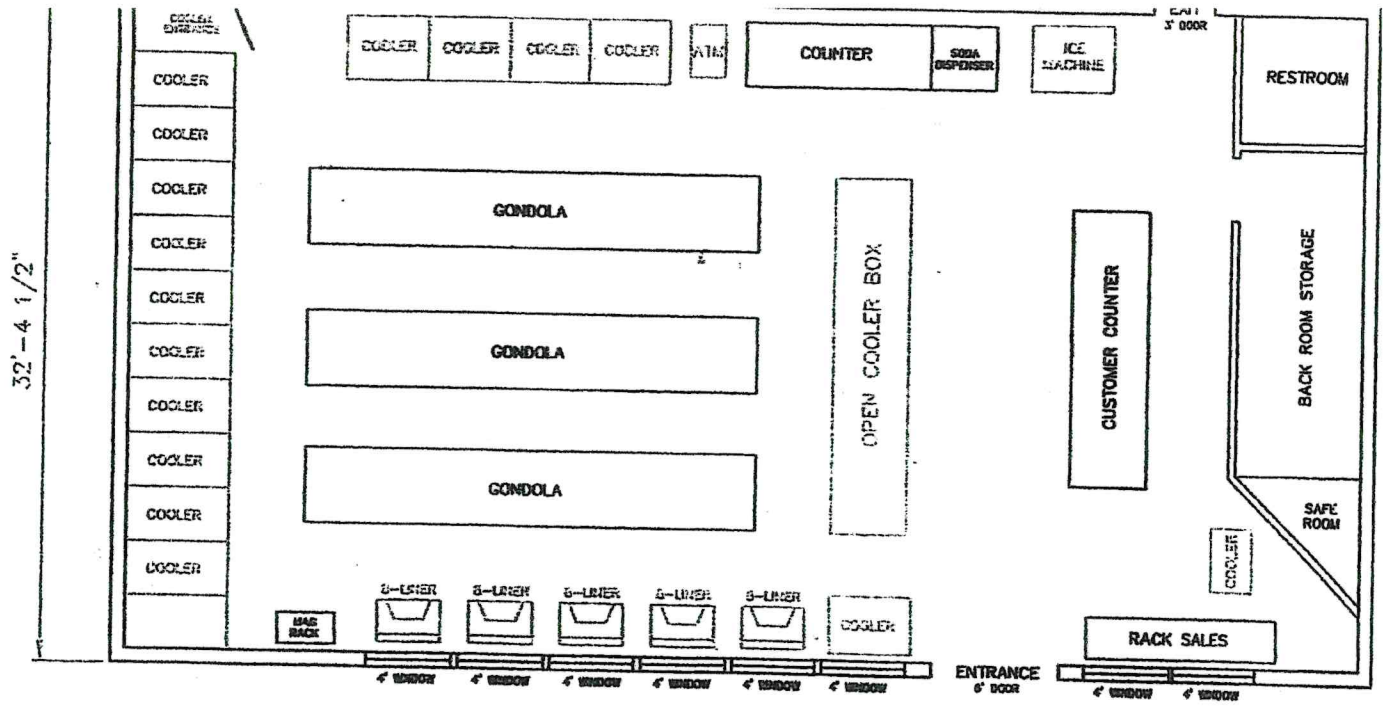 COOLER
ENTRANCE
COOLER
COOLER
COOLER
COOLER
ATM
COUNTER
SODA
DISPENSER
ICE
MACHINE
3' DOOR
RESTROOM
COOLER
COOLER
COOLER
COOLER
COOLER
COOLER
COOLER
COOLER
COOLER
COOLER
32'-4 1/2"
GONDOLA
GONDOLA
GONDOLA
OPEN COOLER BOX
CUSTOMER COUNTER
BACK ROOM STORAGE
SAFE
ROOM
COOLER
MAG
RACK
COOLER
RACK SALES
ENTRANCE
6' DOOR
4' WINDOW
4' WINDOW
4' WINDOW
4' WINDOW
4' WINDOW
4' WINDOW
4' WINDOW
4' WINDOW